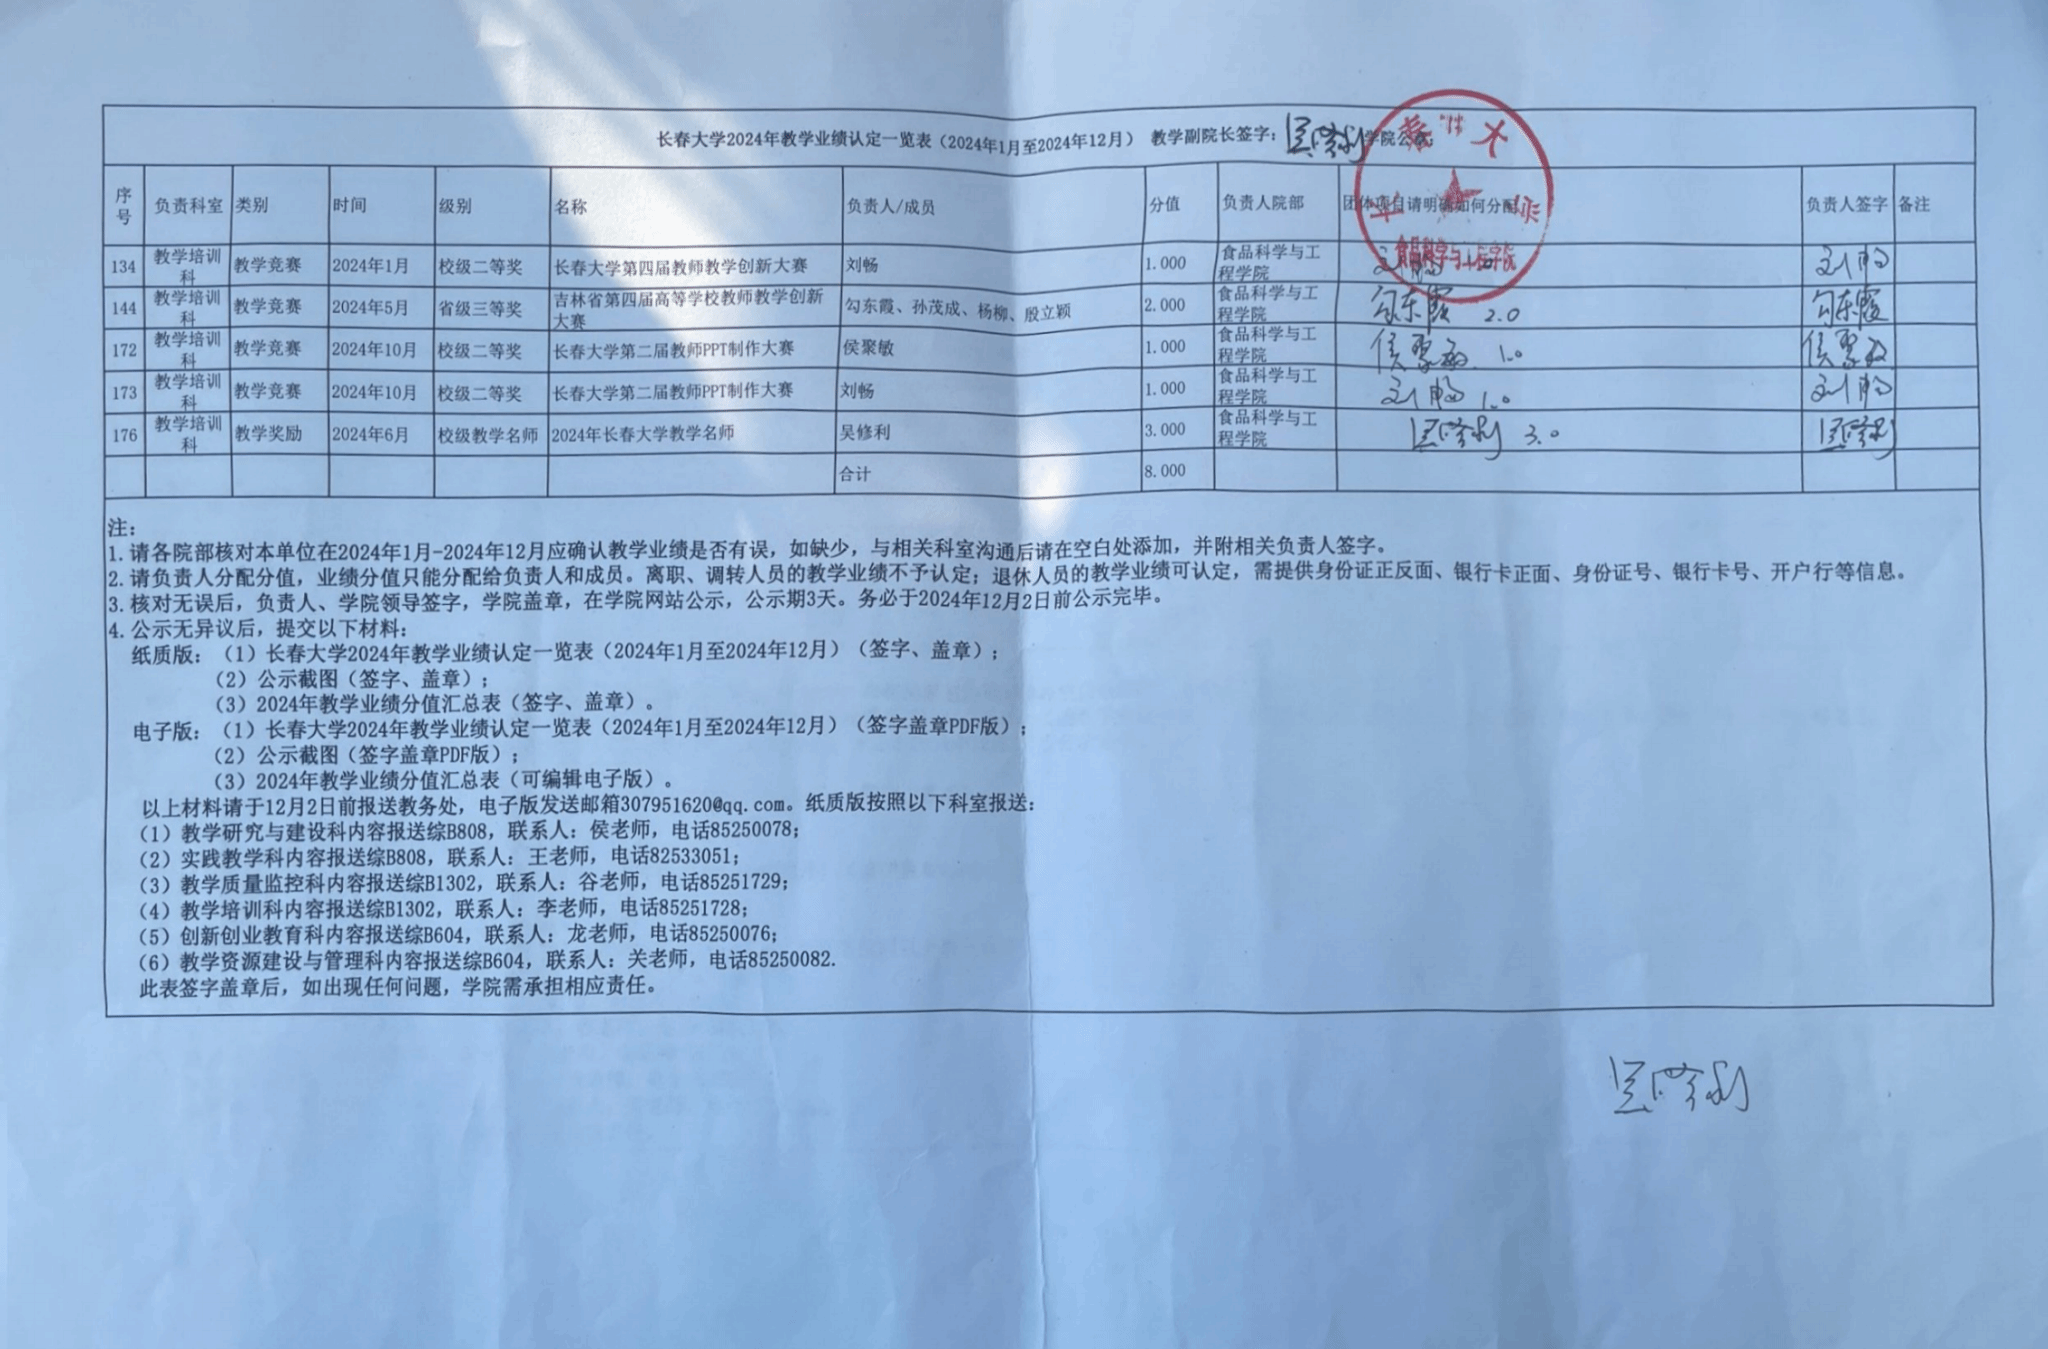 长春大学2024年教学业绩认定一览表（2024年1月至2024年12月） 教学副院长签字：吴修利 学院公章：
序号 负责科室 类别 时间 级别 名称 负责人/成员 分值 负责人院部 团体项目请明确如何分配 负责人签字 备注
134 教学培训科 教学竞赛 2024年1月 校级二等奖 长春大学第四届教师教学创新大赛 刘畅 1.000 食品科学与工程学院 刘畅 1.0 刘畅
144 教学培训科 教学竞赛 2024年5月 省级三等奖 吉林省第四届高等学校教师教学创新大赛 勾东霞、孙茂成、杨柳、殷立颖 2.000 食品科学与工程学院 勾东霞 2.0 勾东霞
172 教学培训科 教学竞赛 2024年10月 校级二等奖 长春大学第二届教师PPT制作大赛 侯聚敏 1.000 食品科学与工程学院 侯聚敏 1.0 侯聚敏
173 教学培训科 教学竞赛 2024年10月 校级二等奖 长春大学第二届教师PPT制作大赛 刘畅 1.000 食品科学与工程学院 刘畅 1.0 刘畅
176 教学培训科 教学奖励 2024年6月 校级教学名师 2024年长春大学教学名师 吴修利 3.000 食品科学与工程学院 吴修利 3.0 吴修利
合计 8.000
食品科学与工程学院
注：
1.请各院部核对本单位在2024年1月-2024年12月应确认教学业绩是否有误，如缺少，与相关科室沟通后请在空白处添加，并附相关负责人签字。
2.请负责人分配分值，业绩分值只能分配给负责人和成员。离职、调转人员的教学业绩不予认定；退休人员的教学业绩可认定，需提供身份证正反面、银行卡正面、身份证号、银行卡号、开户行等信息。
3.核对无误后，负责人、学院领导签字，学院盖章，在学院网站公示，公示期3天。务必于2024年12月2日前公示完毕。
4.公示无异议后，提交以下材料：
纸质版：（1）长春大学2024年教学业绩认定一览表（2024年1月至2024年12月）（签字、盖章）；
（2）公示截图（签字、盖章）；
（3）2024年教学业绩分值汇总表（签字、盖章）。
电子版：（1）长春大学2024年教学业绩认定一览表（2024年1月至2024年12月）（签字盖章PDF版）；
（2）公示截图（签字盖章PDF版）；
（3）2024年教学业绩分值汇总表（可编辑电子版）。
以上材料请于12月2日前报送教务处，电子版发送邮箱307951620@qq.com。纸质版按照以下科室报送：
（1）教学研究与建设科内容报送综B808，联系人：侯老师，电话85250078；
（2）实践教学科内容报送综B808，联系人：王老师，电话82533051；
（3）教学质量监控科内容报送综B1302，联系人：谷老师，电话85251729；
（4）教学培训科内容报送综B1302，联系人：李老师，电话85251728；
（5）创新创业教育科内容报送综B604，联系人：龙老师，电话85250076；
（6）教学资源建设与管理科内容报送综B604，联系人：关老师，电话85250082.
此表签字盖章后，如出现任何问题，学院需承担相应责任。
吴修利